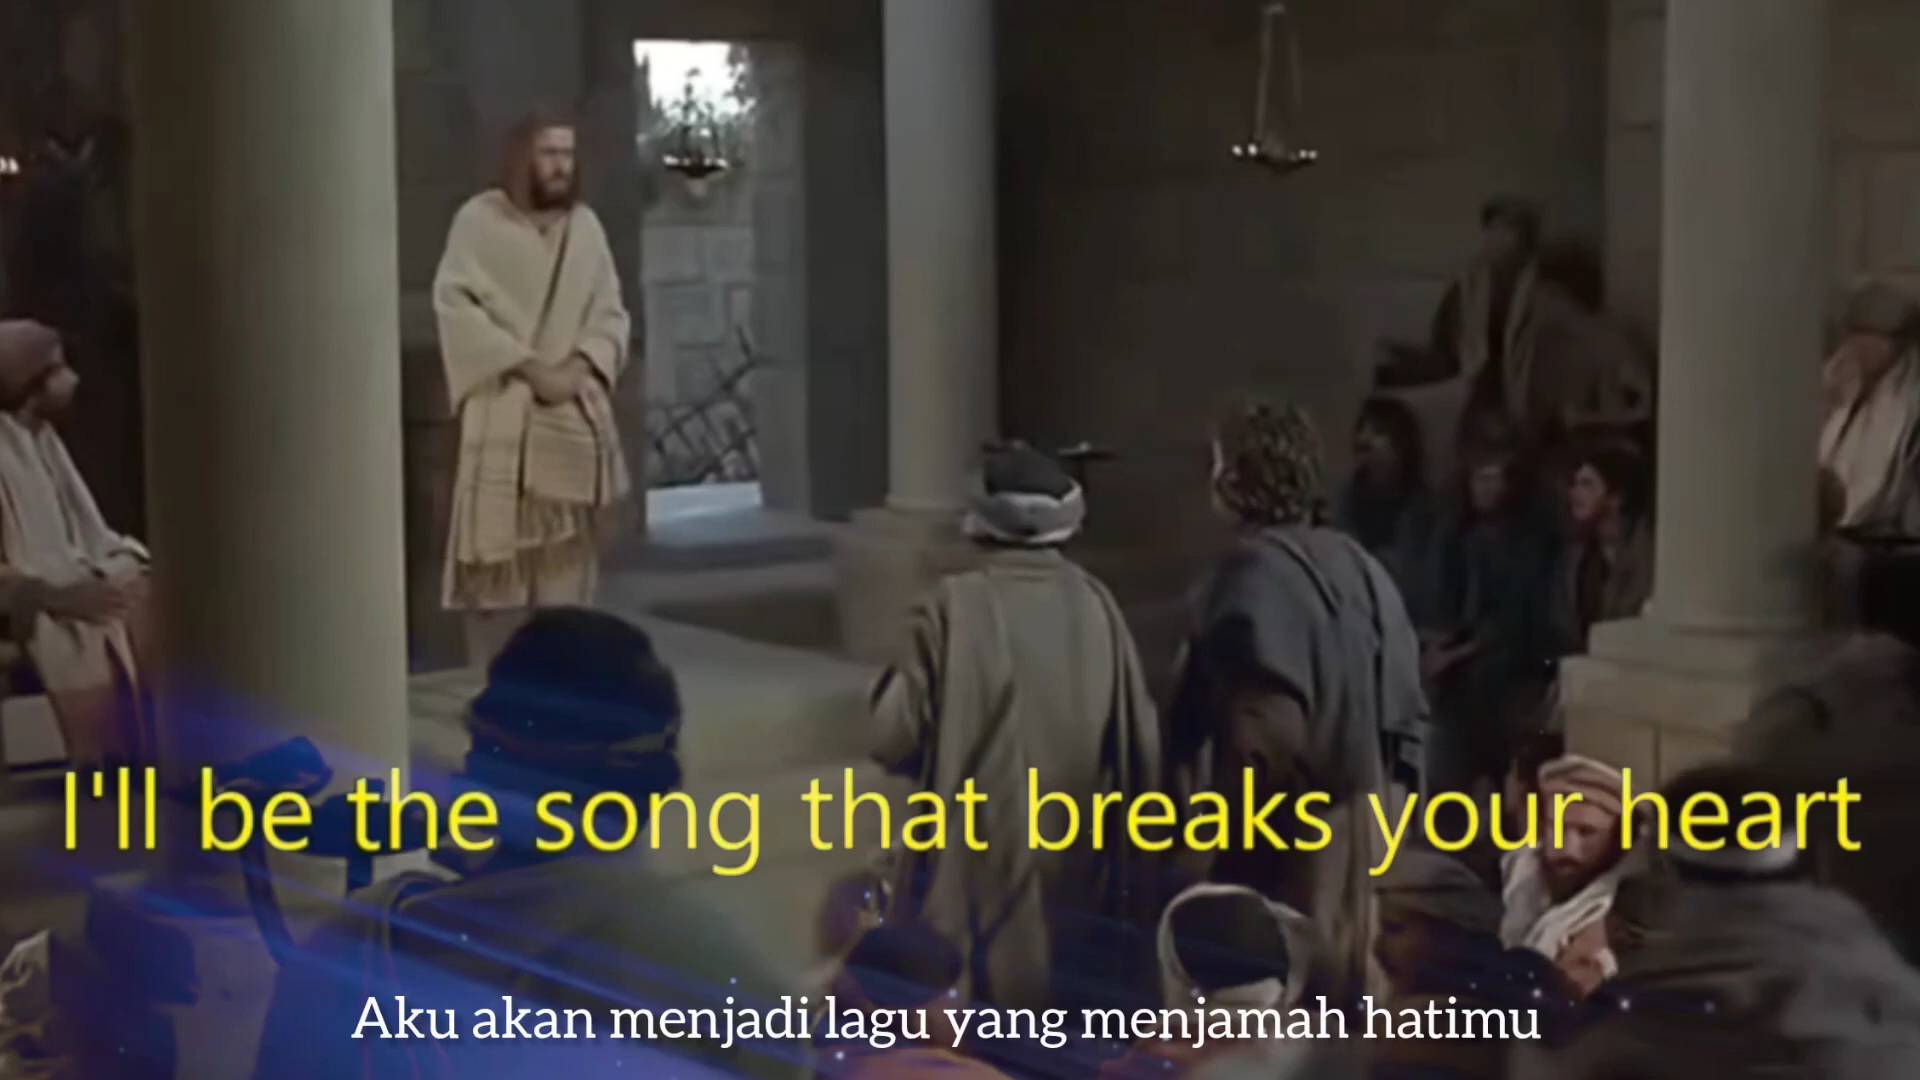 I'll be the song that breaks your heart
Aku akan menjadi lagu yang menjamah hatimu